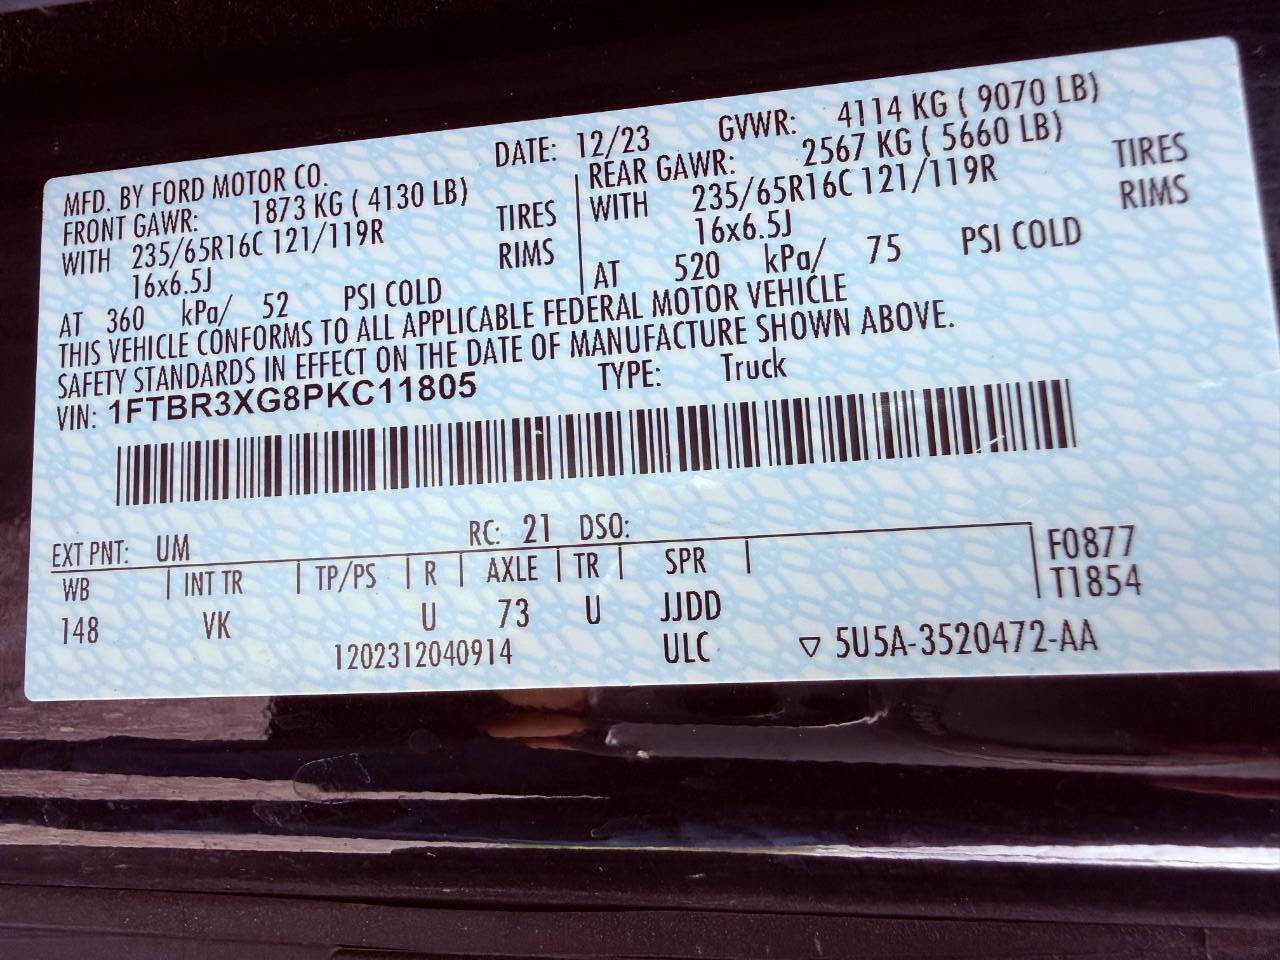 MFD. BY FORD MOTOR CO. DATE: 12/23 GVWR: 4114 KG ( 9070 LB)
FRONT GAWR: 1873 KG ( 4130 LB) REAR GAWR: 2567 KG ( 5660 LB)
WITH 235/65R16C 121/119R TIRES WITH 235/65R16C 121/119R TIRES
16x6.5J RIMS 16x6.5J RIMS
AT 360 kPa/ 52 PSI COLD AT 520 kPa/ 75 PSI COLD
THIS VEHICLE CONFORMS TO ALL APPLICABLE FEDERAL MOTOR VEHICLE
SAFETY STANDARDS IN EFFECT ON THE DATE OF MANUFACTURE SHOWN ABOVE.
VIN: 1FTBR3XG8PKC11805 TYPE: Truck
EXT PNT: UM RC: 21 DSO: F0877
WB INT TR TP/PS R AXLE TR SPR T1854
148 VK U 73 U JJDD
1202312040914 ULC ▽ 5U5A-3520472-AA